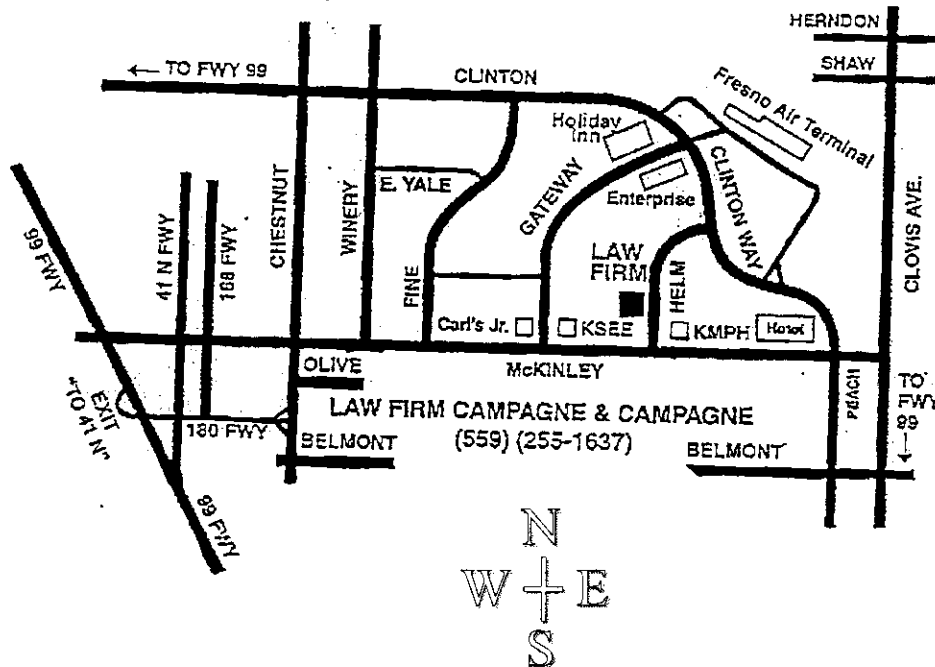 HERNDON
SHAW
← TO FWY 99
CLINTON
Fresno Air Terminal
Holiday
Inn
E. YALE
GATEWAY
Enterprise
CLINTON WAY
CHESTNUT
WINERY
CLOVIS AVE.
99 FWY
41 N FWY
168 FWY
FINE
LAW
FIRM
HELM
Carl's Jr.
KSEE
KMPH
Hotel
OLIVE
McKINLEY
PEACH
TO
FWY
99
↓
EXIT
"TO 41 N"
180 FWY
LAW FIRM CAMPAGNE & CAMPAGNE
(559) (255-1637)
BELMONT
BELMONT
99 FWY
N
W E
S